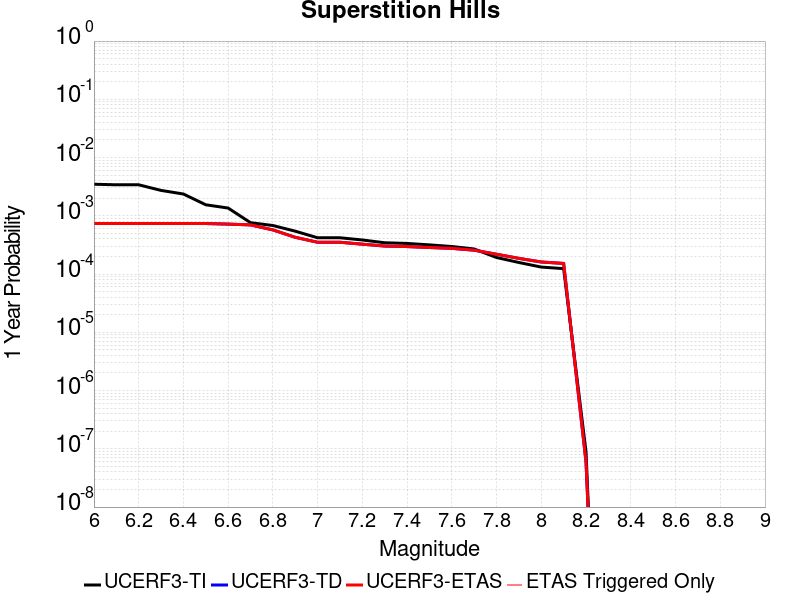 Superstition Hills
10^0
10^-1
10^-2
10^-3
10^-4
10^-5
10^-6
10^-7
10^-8
1 Year Probability
6 6.2 6.4 6.6 6.8 7 7.2 7.4 7.6 7.8 8 8.2 8.4 8.6 8.8 9
Magnitude
UCERF3-TI UCERF3-TD UCERF3-ETAS ETAS Triggered Only